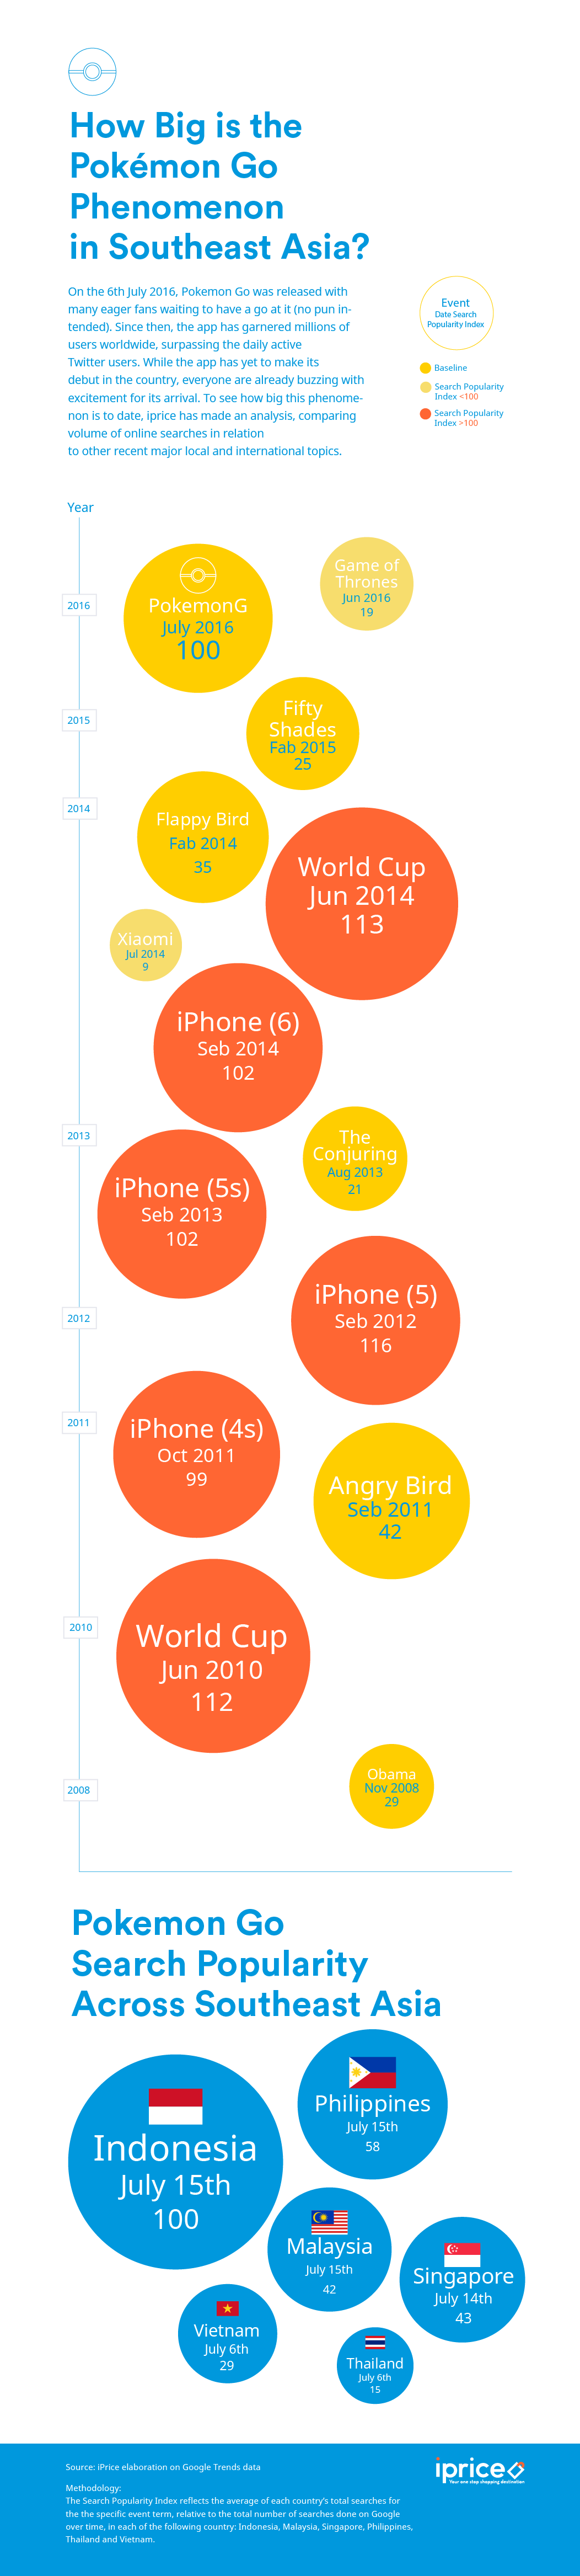 How Big is the
Pokémon Go
Phenomenon
in Southeast Asia?
On the 6th July 2016, Pokemon Go was released with
many eager fans waiting to have a go at it (no pun in-
tended). Since then, the app has garnered millions of
users worldwide, surpassing the daily active
Twitter users. While the app has yet to make its
debut in the country, everyone are already buzzing with
excitement for its arrival. To see how big this phenome-
non is to date, iprice has made an analysis, comparing
volume of online searches in relation
to other recent major local and international topics.
Event
Date Search
Popularity Index
Baseline
Search Popularity
Index <100
Search Popularity
Index >100
Year
2016
PokemonG
July 2016
100
Game of
Thrones
Jun 2016
19
2015
Fifty
Shades
Fab 2015
25
2014
Flappy Bird
Fab 2014
35
World Cup
Jun 2014
113
Xiaomi
Jul 2014
9
iPhone (6)
Seb 2014
102
2013
The
Conjuring
Aug 2013
21
iPhone (5s)
Seb 2013
102
2012
iPhone (5)
Seb 2012
116
2011
iPhone (4s)
Oct 2011
99
Angry Bird
Seb 2011
42
2010
World Cup
Jun 2010
112
2008
Obama
Nov 2008
29
Pokemon Go
Search Popularity
Across Southeast Asia
Indonesia
July 15th
100
Philippines
July 15th
58
Malaysia
July 15th
42
Singapore
July 14th
43
Vietnam
July 6th
29
Thailand
July 6th
15
Source: iPrice elaboration on Google Trends data
iprice
Your one stop shopping destination
Methodology:
The Search Popularity Index reflects the average of each country's total searches for
the the specific event term, relative to the total number of searches done on Google
over time, in each of the following country: Indonesia, Malaysia, Singapore, Philippines,
Thailand and Vietnam.